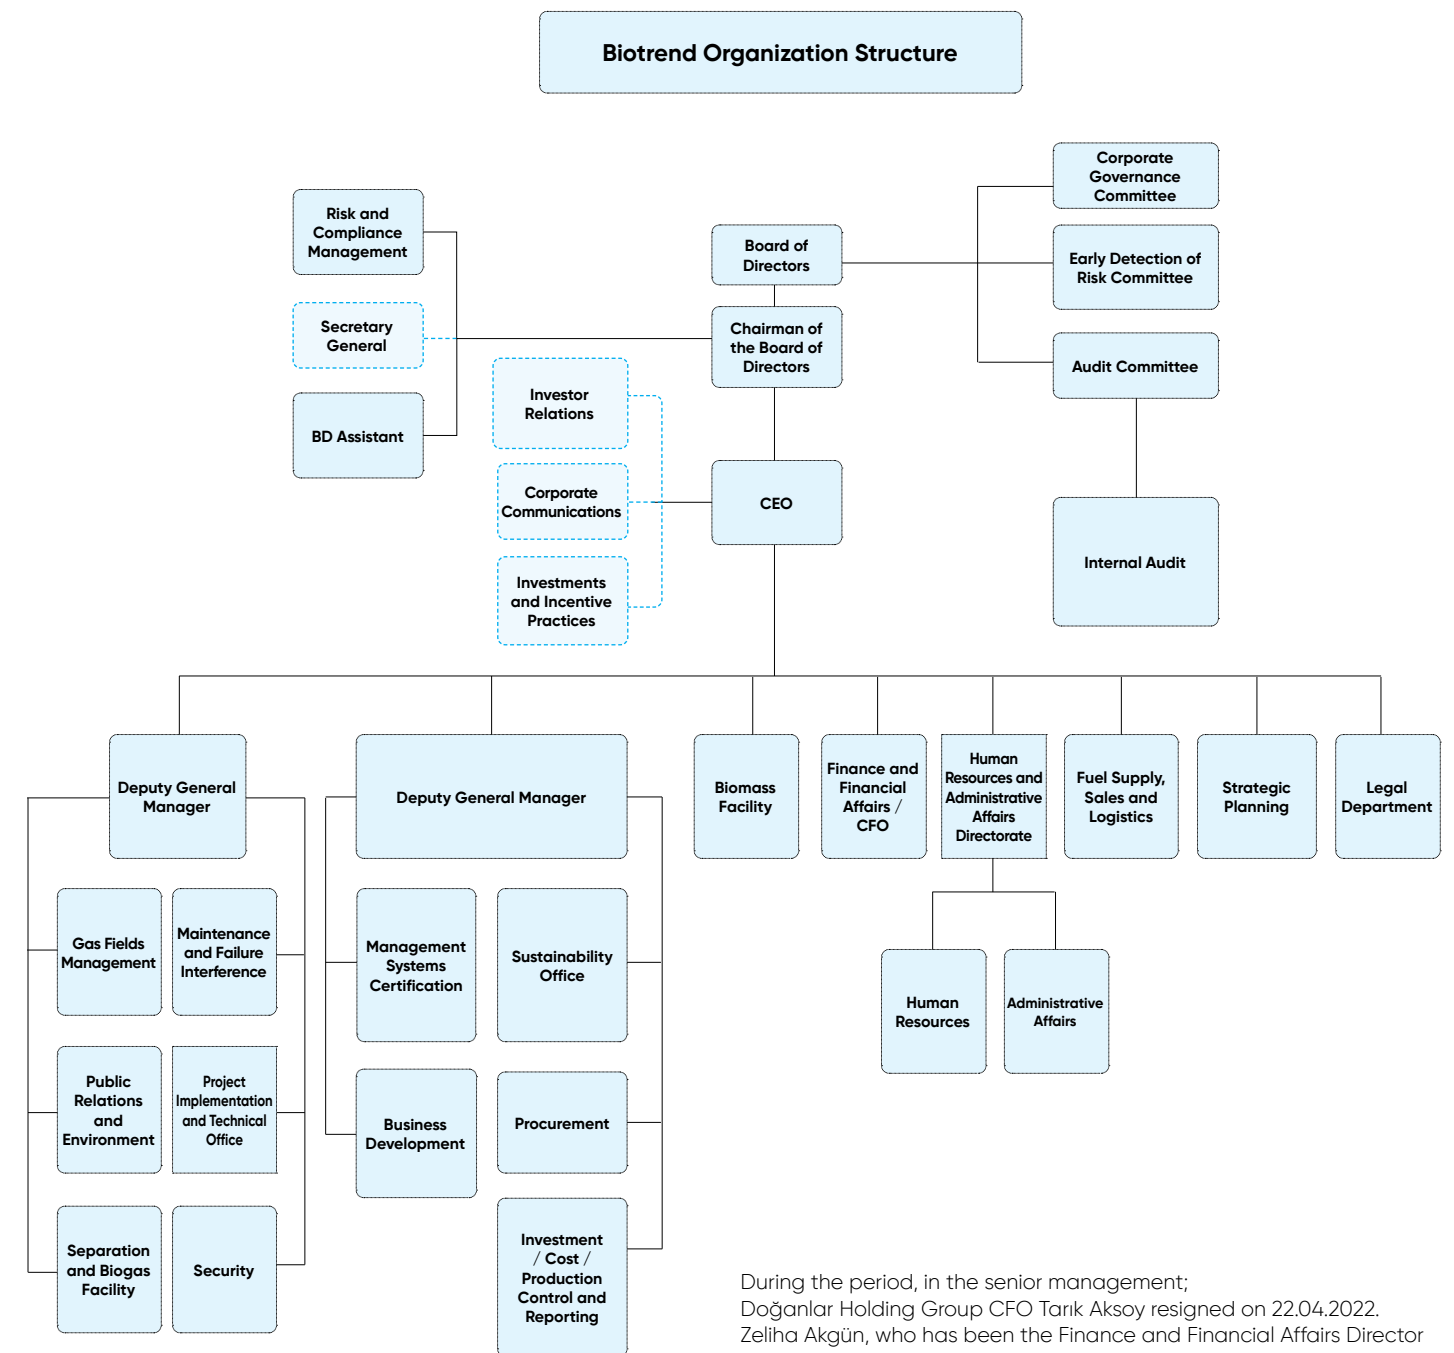 Biotrend Organization Structure
Corporate
Governance
Committee
Risk and
Compliance
Management
Board of
Directors
Early Detection of
Risk Committee
Secretary
General
Chairman of
the Board of
Directors
Audit Committee
Investor
Relations
BD Assistant
Corporate
Communications
CEO
Internal Audit
Investments
and Incentive
Practices
Deputy General
Manager
Deputy General Manager
Biomass
Facility
Finance and
Financial
Affairs /
CFO
Human
Resources and
Administrative
Affairs
Directorate
Fuel Supply,
Sales and
Logistics
Strategic
Planning
Legal
Department
Gas Fields
Management
Maintenance
and Failure
Interference
Management
Systems
Certification
Sustainability
Office
Human
Resources
Administrative
Affairs
Public
Relations
and
Environment
Project
Implementation
and Technical
Office
Business
Development
Procurement
Separation
and Biogas
Facility
Security
Investment
/ Cost /
Production
Control and
Reporting
During the period, in the senior management;
Doğanlar Holding Group CFO Tarık Aksoy resigned on 22.04.2022.
Zeliha Akgün, who has been the Finance and Financial Affairs Director